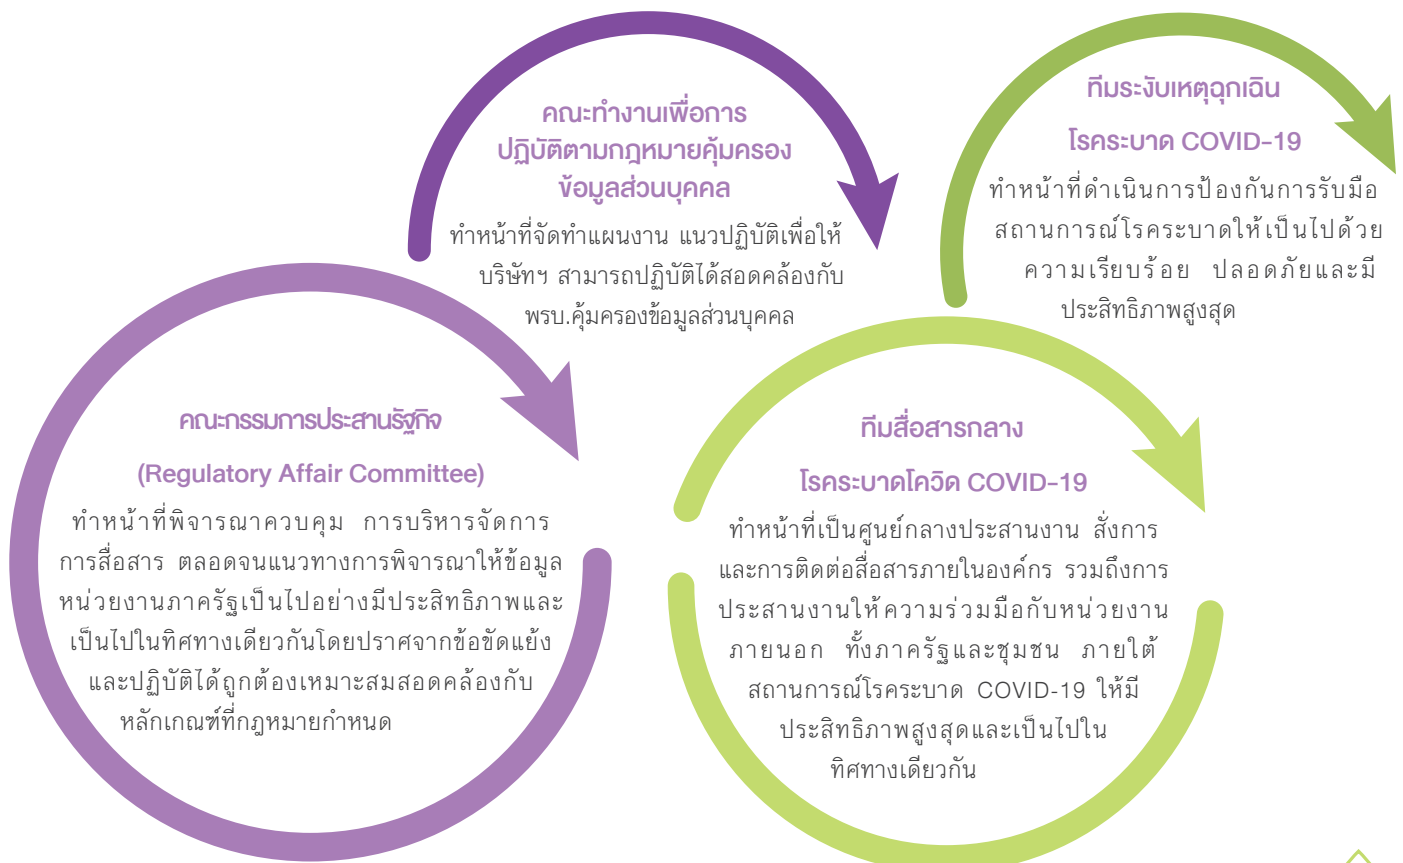 คณะทำงานเพื่อการ
ปฏิบัติตามกฎหมายคุ้มครอง
ข้อมูลส่วนบุคคล
ทำหน้าที่จัดทำแผนงาน แนวปฏิบัติเพื่อให้
บริษัทฯ สามารถปฏิบัติได้สอดคล้องกับ
พรบ.คุ้มครองข้อมูลส่วนบุคคล
ทีมระงับเหตุฉุกเฉิน
โรคระบาด COVID-19
ทำหน้าที่ดำเนินการป้องกันการรับมือ
สถานการณ์โรคระบาดให้เป็นไปด้วย
ความเรียบร้อย ปลอดภัยและมี
ประสิทธิภาพสูงสุด
คณะกรรมการประสานรัฐกิจ
(Regulatory Affair Committee)
ทำหน้าที่พิจารณาควบคุม การบริหารจัดการ
การสื่อสาร ตลอดจนแนวทางการพิจารณาให้ข้อมูล
หน่วยงานภาครัฐเป็นไปอย่างมีประสิทธิภาพและ
เป็นไปในทิศทางเดียวกันโดยปราศจากข้อขัดแย้ง
และปฏิบัติได้ถูกต้องเหมาะสมสอดคล้องกับ
หลักเกณฑ์ที่กฎหมายกำหนด
ทีมสื่อสารกลาง
โรคระบาดโควิด COVID-19
ทำหน้าที่เป็นศูนย์กลางประสานงาน สั่งการ
และการติดต่อสื่อสารภายในองค์กร รวมถึงการ
ประสานงานให้ความร่วมมือกับหน่วยงาน
ภายนอก ทั้งภาครัฐและชุมชน ภายใต้
สถานการณ์โรคระบาด COVID-19 ให้มี
ประสิทธิภาพสูงสุดและเป็นไปใน
ทิศทางเดียวกัน